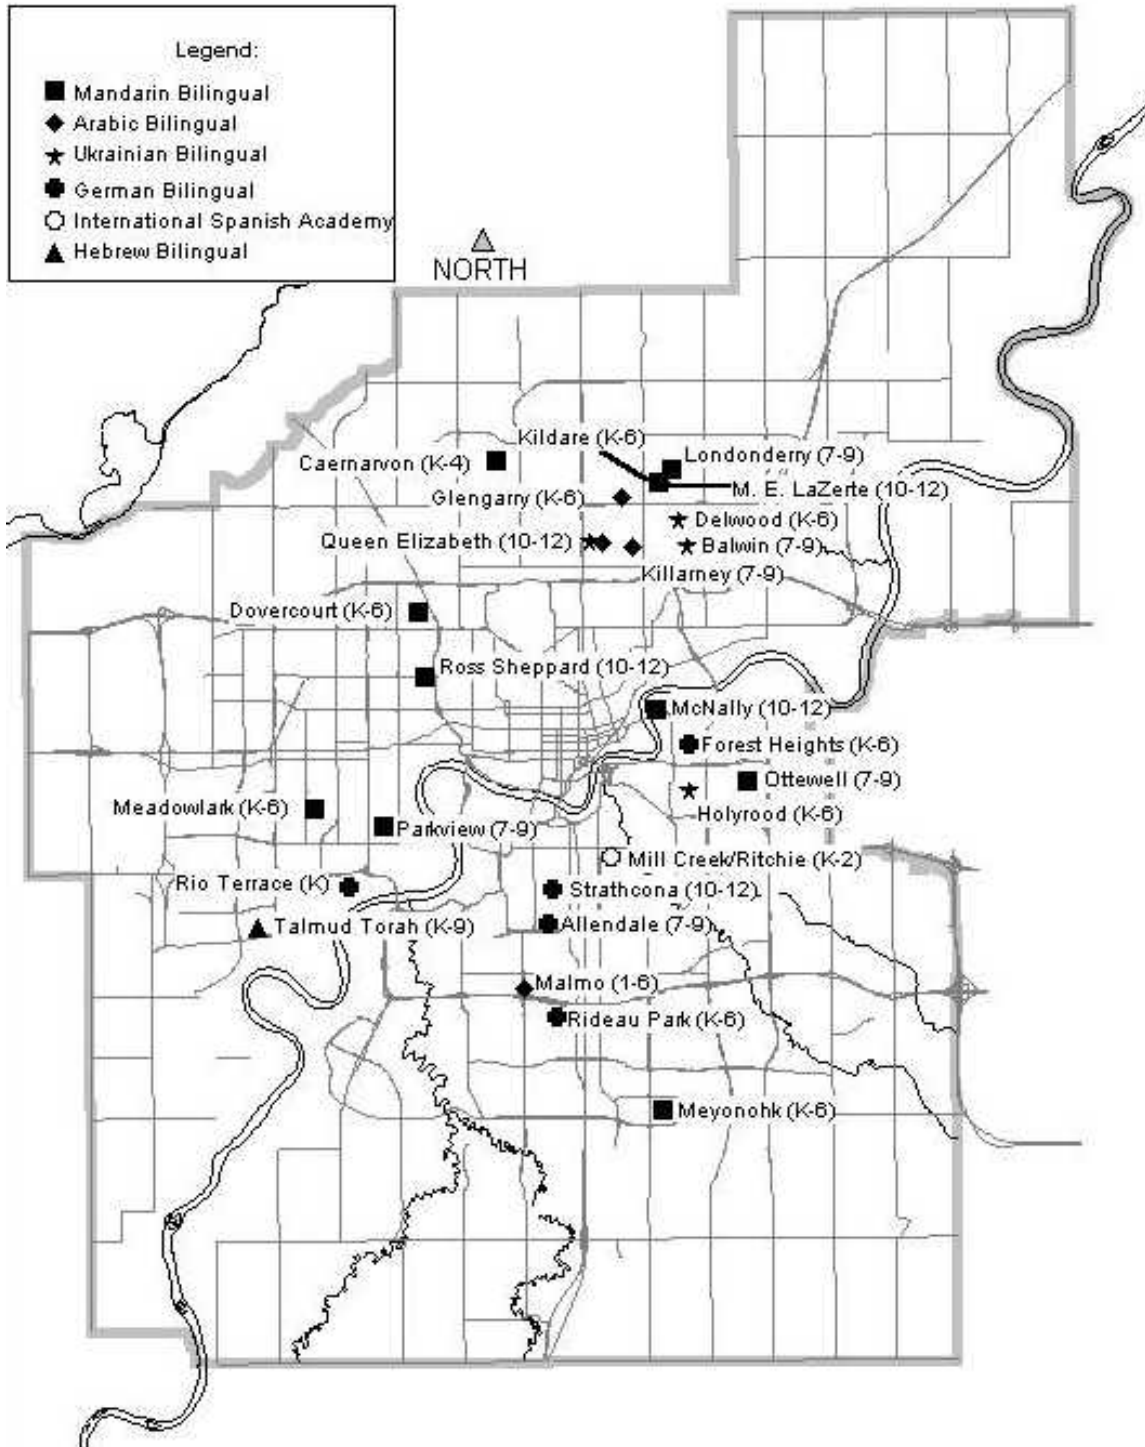 Legend:
Mandarin Bilingual
Arabic Bilingual
Ukrainian Bilingual
German Bilingual
International Spanish Academy
Hebrew Bilingual
NORTH
Kildare (K-6)
Londonderry (7-9)
Caernarvon (K-4)
M. E. LaZerte (10-12)
Glengarry (K-6)
Delwood (K-6)
Queen Elizabeth (10-12)
Balwin (7-9)
Killarney (7-9)
Dovercourt (K-6)
Ross Sheppard (10-12)
McNally (10-12)
Forest Heights (K-6)
Ottewell (7-9)
Meadowlark (K-6)
Holyrood (K-6)
Parkview (7-9)
Mill Creek/Ritchie (K-2)
Rio Terrace (K)
Strathcona (10-12)
Talmud Torah (K-9)
Allendale (7-9)
Malmo (1-6)
Rideau Park (K-6)
Meyonohk (K-6)